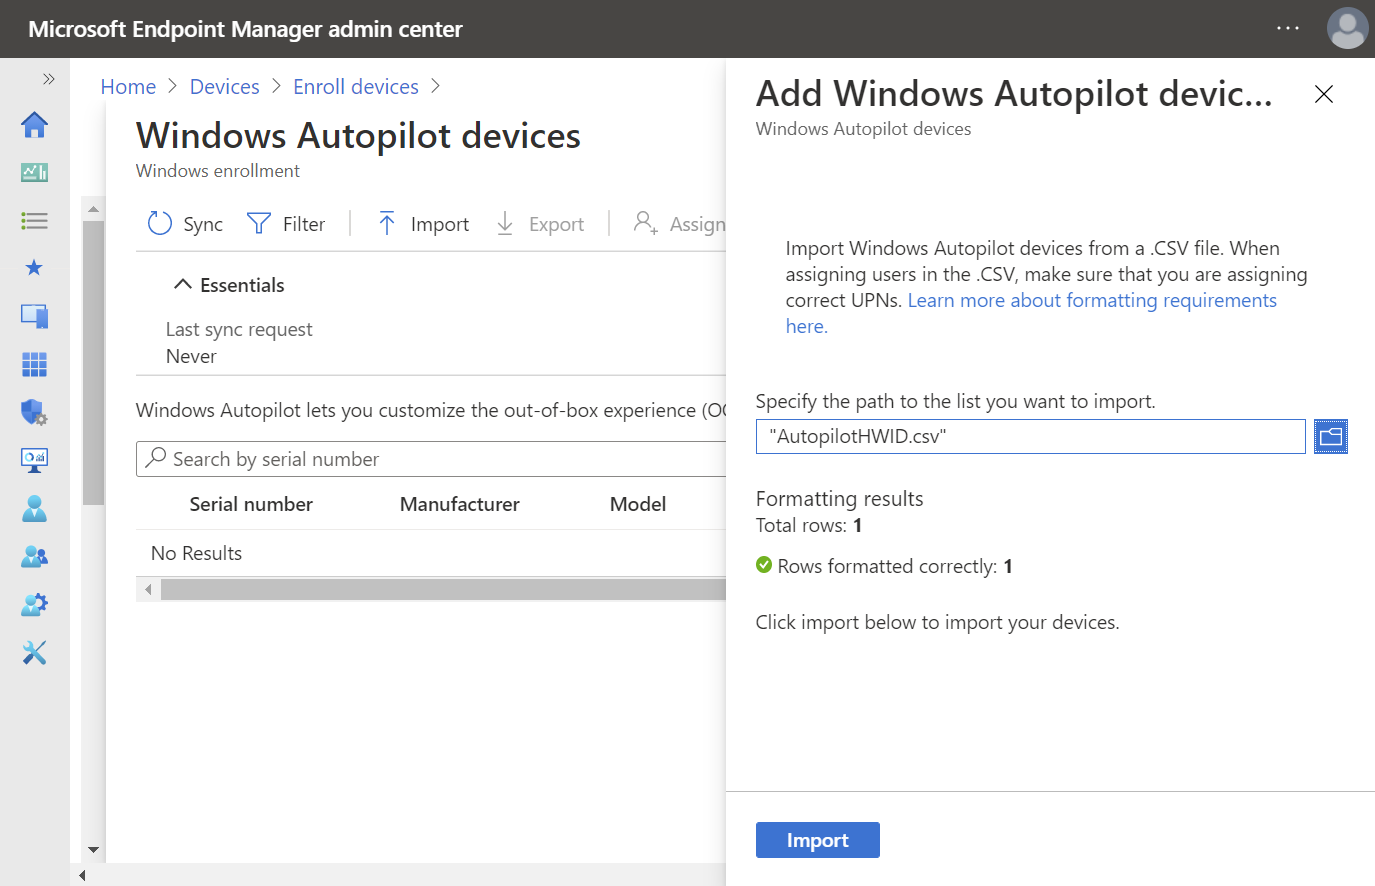 Microsoft Endpoint Manager admin center
Home > Devices > Enroll devices >
Windows Autopilot devices
Windows enrollment
Sync
Filter
Import
Export
Assign
Essentials
Last sync request
Never
Windows Autopilot lets you customize the out-of-box experience (OO
Search by serial number
Serial number
Manufacturer
Model
No Results
Add Windows Autopilot devic...
Windows Autopilot devices
Import Windows Autopilot devices from a .CSV file. When
assigning users in the .CSV, make sure that you are assigning
correct UPNs. Learn more about formatting requirements
here.
Specify the path to the list you want to import.
"AutopilotHWID.csv"
Formatting results
Total rows: 1
Rows formatted correctly: 1
Click import below to import your devices.
Import